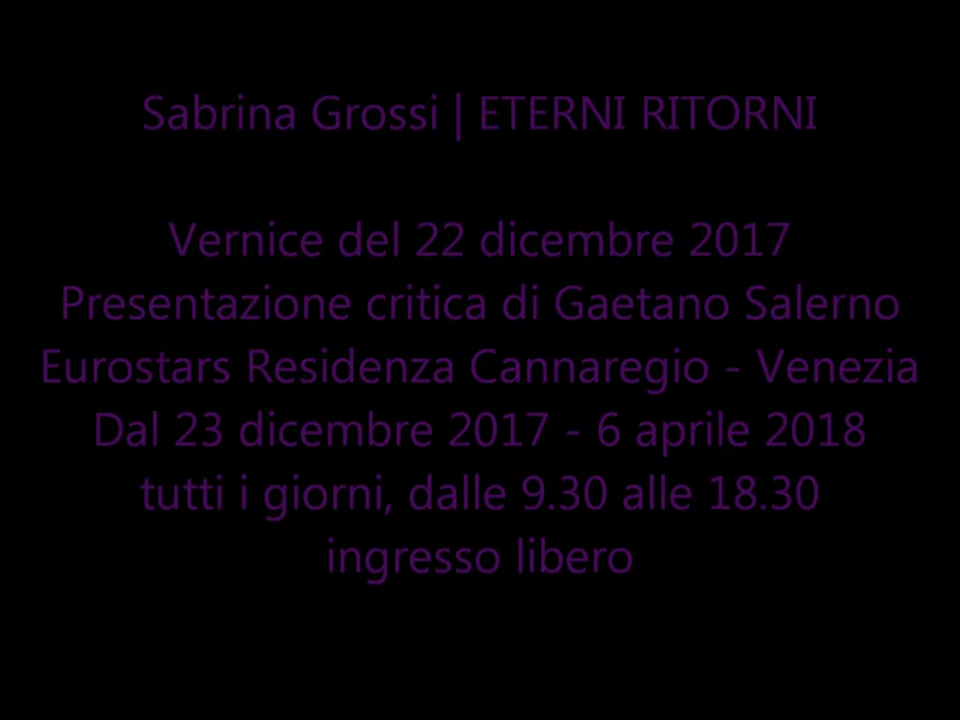 Sabrina Grossi | ETERNI RITORNI
Vernice del 22 dicembre 2017
Presentazione critica di Gaetano Salerno
Eurostars Residenza Cannaregio - Venezia
Dal 23 dicembre 2017 - 6 aprile 2018
tutti i giorni, dalle 9.30 alle 18.30
ingresso libero